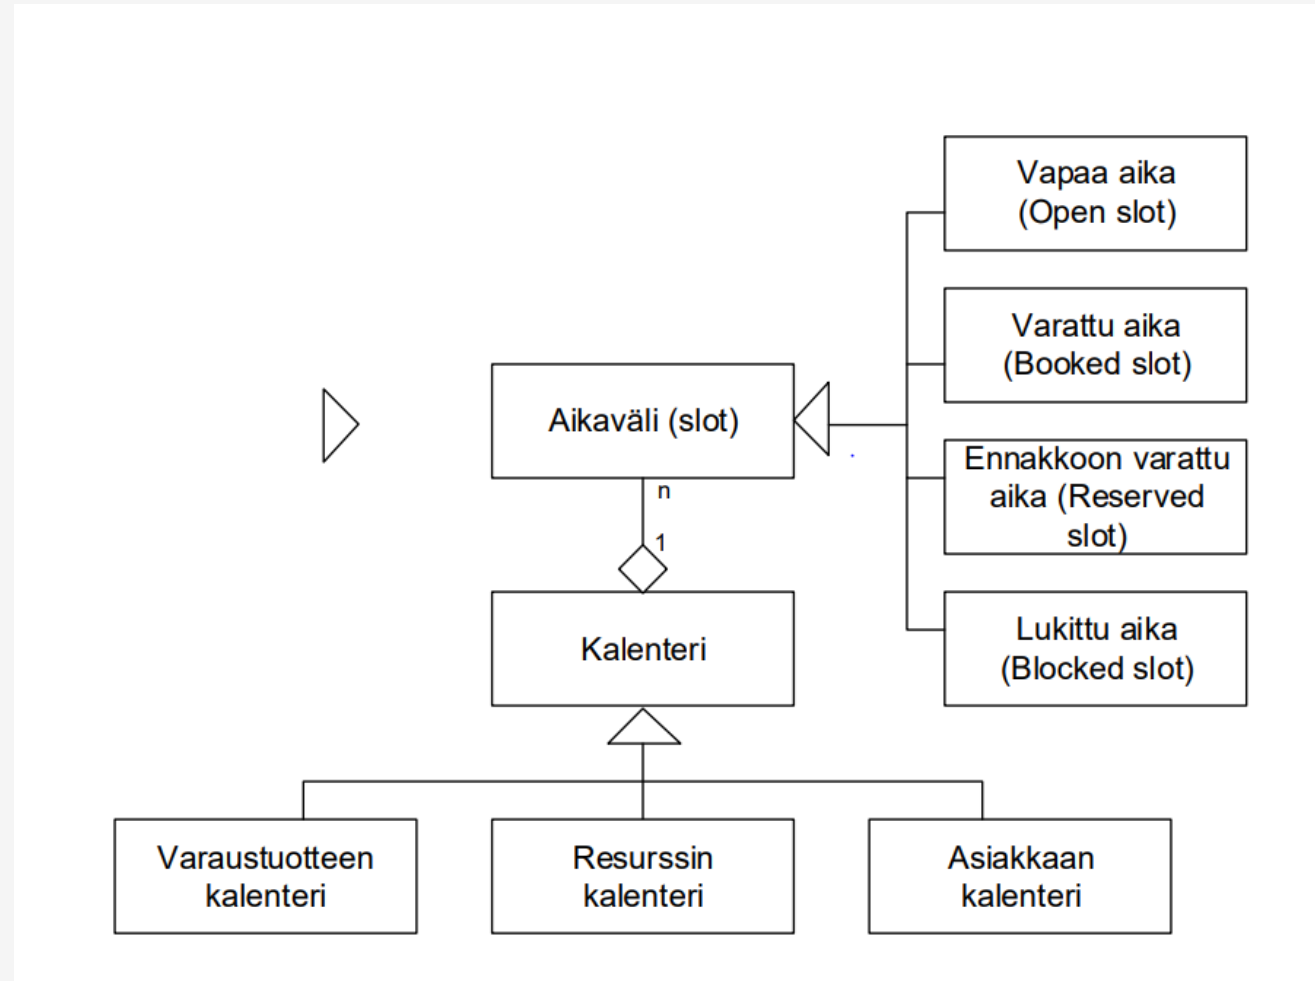 Vapaa aika
(Open slot)
Varattu aika
(Booked slot)
Aikaväli (slot)
Ennakkoon varattu
aika (Reserved
slot)
n
1
Kalenteri
Lukittu aika
(Blocked slot)
Varaustuotteen
kalenteri
Resurssin
kalenteri
Asiakkaan
kalenteri